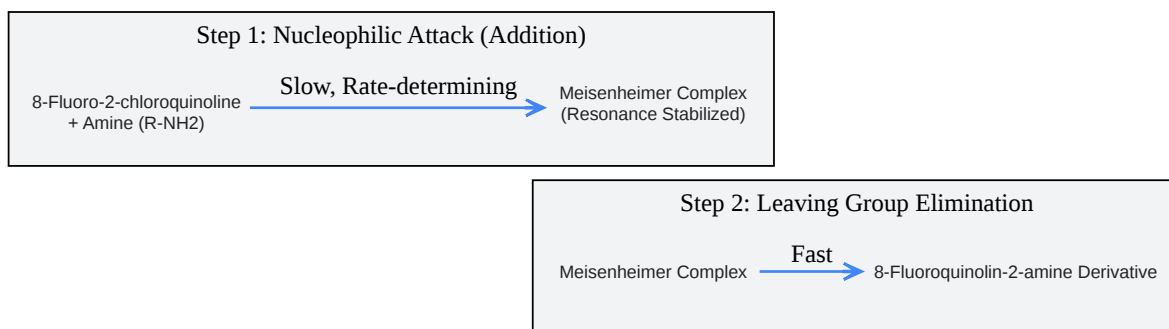 Step 1: Nucleophilic Attack (Addition)
8-Fluoro-2-chloroquinoline
+ Amine (R-NH2)
Slow, Rate-determining
Meisenheimer Complex
(Resonance Stabilized)
Step 2: Leaving Group Elimination
Meisenheimer Complex
Fast
8-Fluoroquinolin-2-amine Derivative